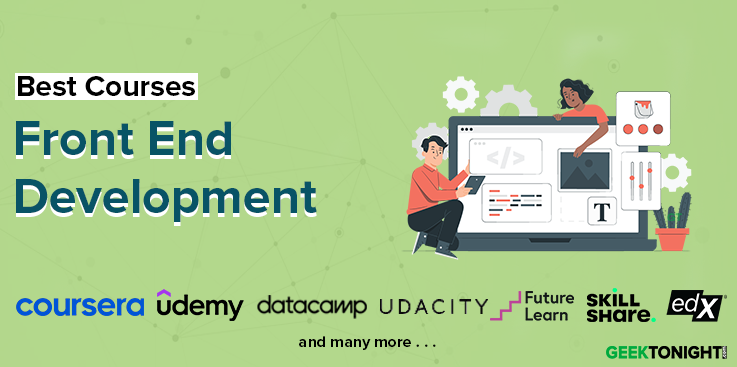 Best Courses
Front End
Development
</>
T
coursera
udemy
datacamp
UDACITY
Future
Learn
SKILL
SHare.
edX
and many more . . .
GEEKTONIGHT